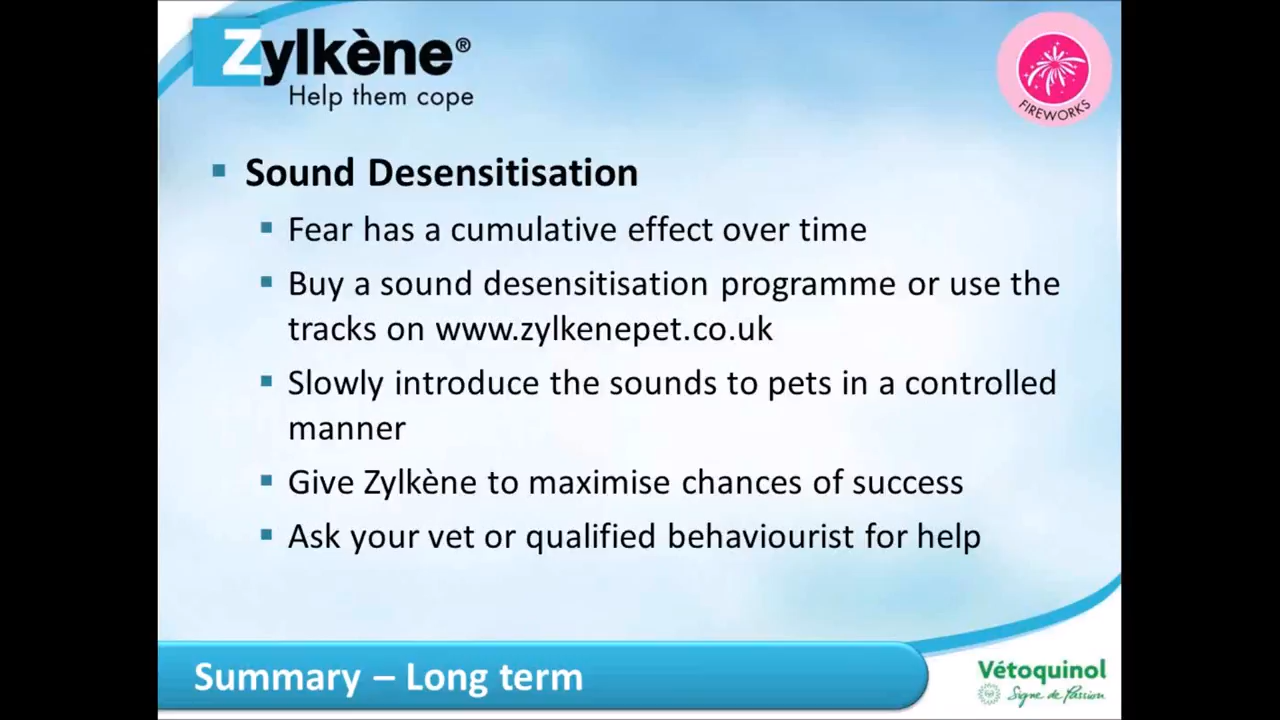 Zylkène®
Help them cope
FIREWORKS
Sound Desensitisation
Fear has a cumulative effect over time
Buy a sound desensitisation programme or use the
tracks on www.zylkenepet.co.uk
Slowly introduce the sounds to pets in a controlled
manner
Give Zylkène to maximise chances of success
Ask your vet or qualified behaviourist for help
Summary – Long term
Vétoquinol
Signe de Passion